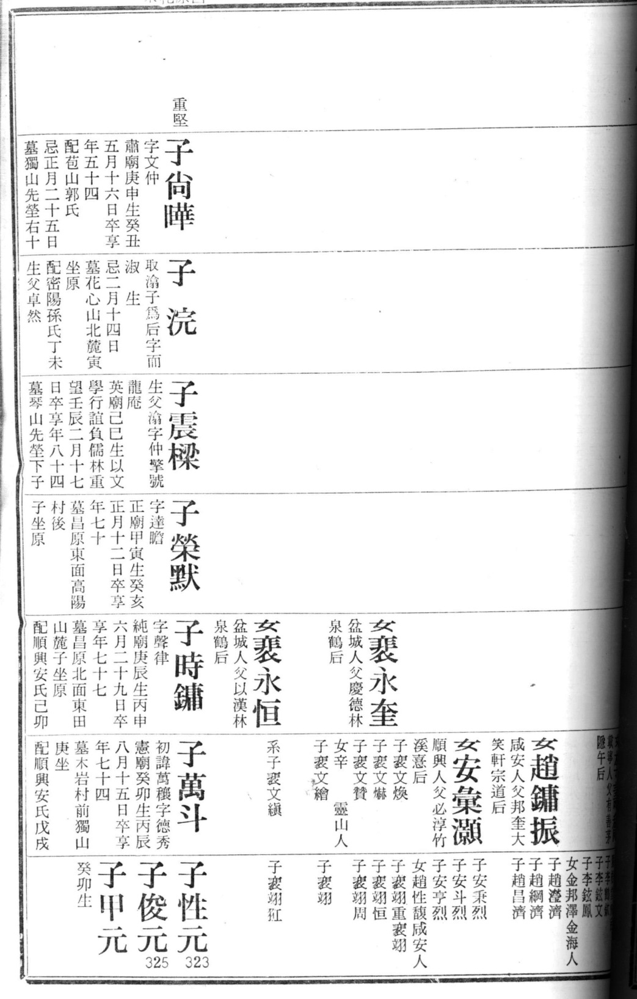 重堅
子尙曄
字文仲
肅廟庚申生癸丑
五月十六日卒享
年五十四
配苞山郭氏
忌正月二十五日
墓獨山先塋右十
子浣
取瀹子爲后字而
淑 生
忌二月十四日
墓花心山北麓寅
坐原
配密陽孫氏丁未
生父卓然
子震樑
生父瀹字仲擎號
龍庵
英廟己巳生以文
學行誼負儒林重
望壬辰二月十七
日卒享年八十四
墓琴山先塋下子
子榮默
字達瞻
正廟甲寅生癸亥
正月十二日卒享
年七十
墓昌原東面高陽
村後
子坐原
女裵永奎
盆城人父慶德林
泉鶴后
女裵永恒
盆城人父以漢林
泉鶴后
子時鏞
字聲律
純廟庚辰生丙申
六月二十九日卒
享年七十七
墓昌原北面東田
山麓子坐原
配順興安氏己卯
隱午后
女趙鏞振
咸安人父邦奎大
笑軒宗道后
女安彙灝
順興人父必淳竹
溪憙后
子裵文煥
子裵文爀
子裵文贊
女辛 靈山人
子裵文繪
系子裵文縝
子萬斗
初諱萬穰字德秀
憲廟癸卯生丙辰
八月十五日卒享
年七十四
墓木岩村前獨山
庚坐
配順興安氏戊戌
子李鉉文
子李鉉鳳
女金邦澤金海人
子趙瀅濟
子趙綱濟
子趙昌濟
子安秉烈
子安斗烈
子安亨烈
女趙性馥咸安人
子裵翊重裵翊
子裵翊恒
子裵翊周
子裵翊
子裵翊
子性元
323
子俊元
325
子甲元
癸卯生